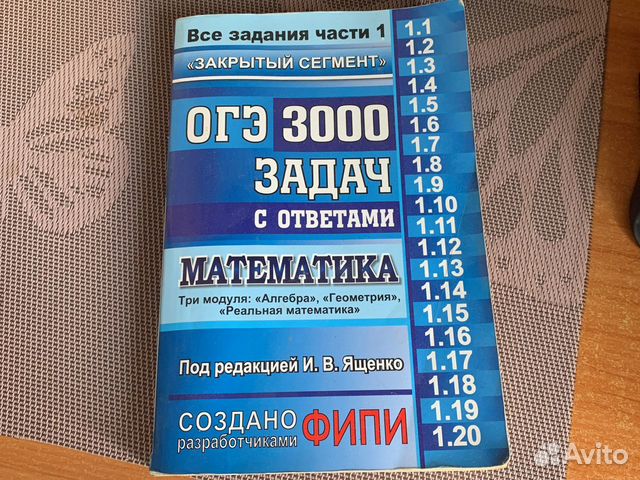 Все задания части 1
«ЗАКРЫТЫЙ СЕГМЕНТ»
ОГЭ 3000
ЗАДАЧ
С ОТВЕТАМИ
МАТЕМАТИКА
Три модуля: «Алгебра», «Геометрия»,
«Реальная математика»
Под редакцией И. В. Ященко
СОЗДАНО
разработчиками
ФИПИ
1.1
1.2
1.3
1.4
1.5
1.6
1.7
1.8
1.9
1.10
1.11
1.12
1.13
1.14
1.15
1.16
1.17
1.18
1.19
1.20
Avito